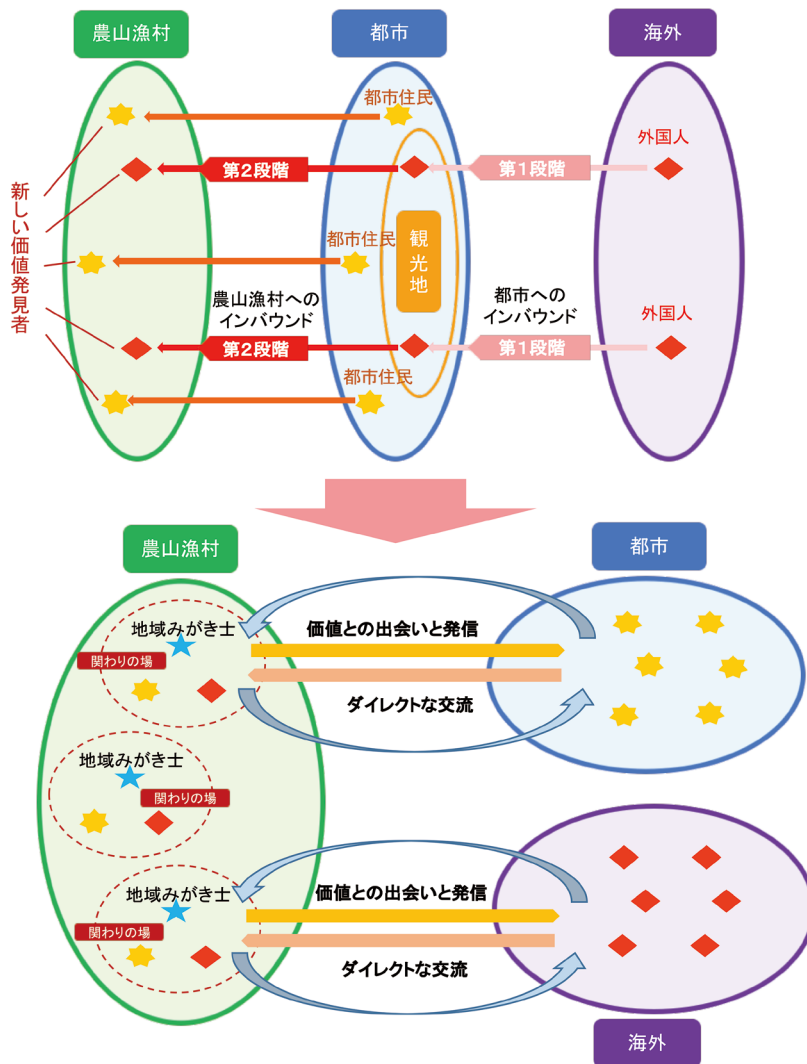 農山漁村
都市
海外
都市住民
外国人
第2段階
第1段階
新しい価値発見者
都市住民
観光地
農山漁村への
インバウンド
都市への
インバウンド
外国人
第2段階
第1段階
都市住民
農山漁村
都市
地域みがき士
関わりの場
価値との出会いと発信
ダイレクトな交流
地域みがき士
関わりの場
地域みがき士
関わりの場
価値との出会いと発信
ダイレクトな交流
海外